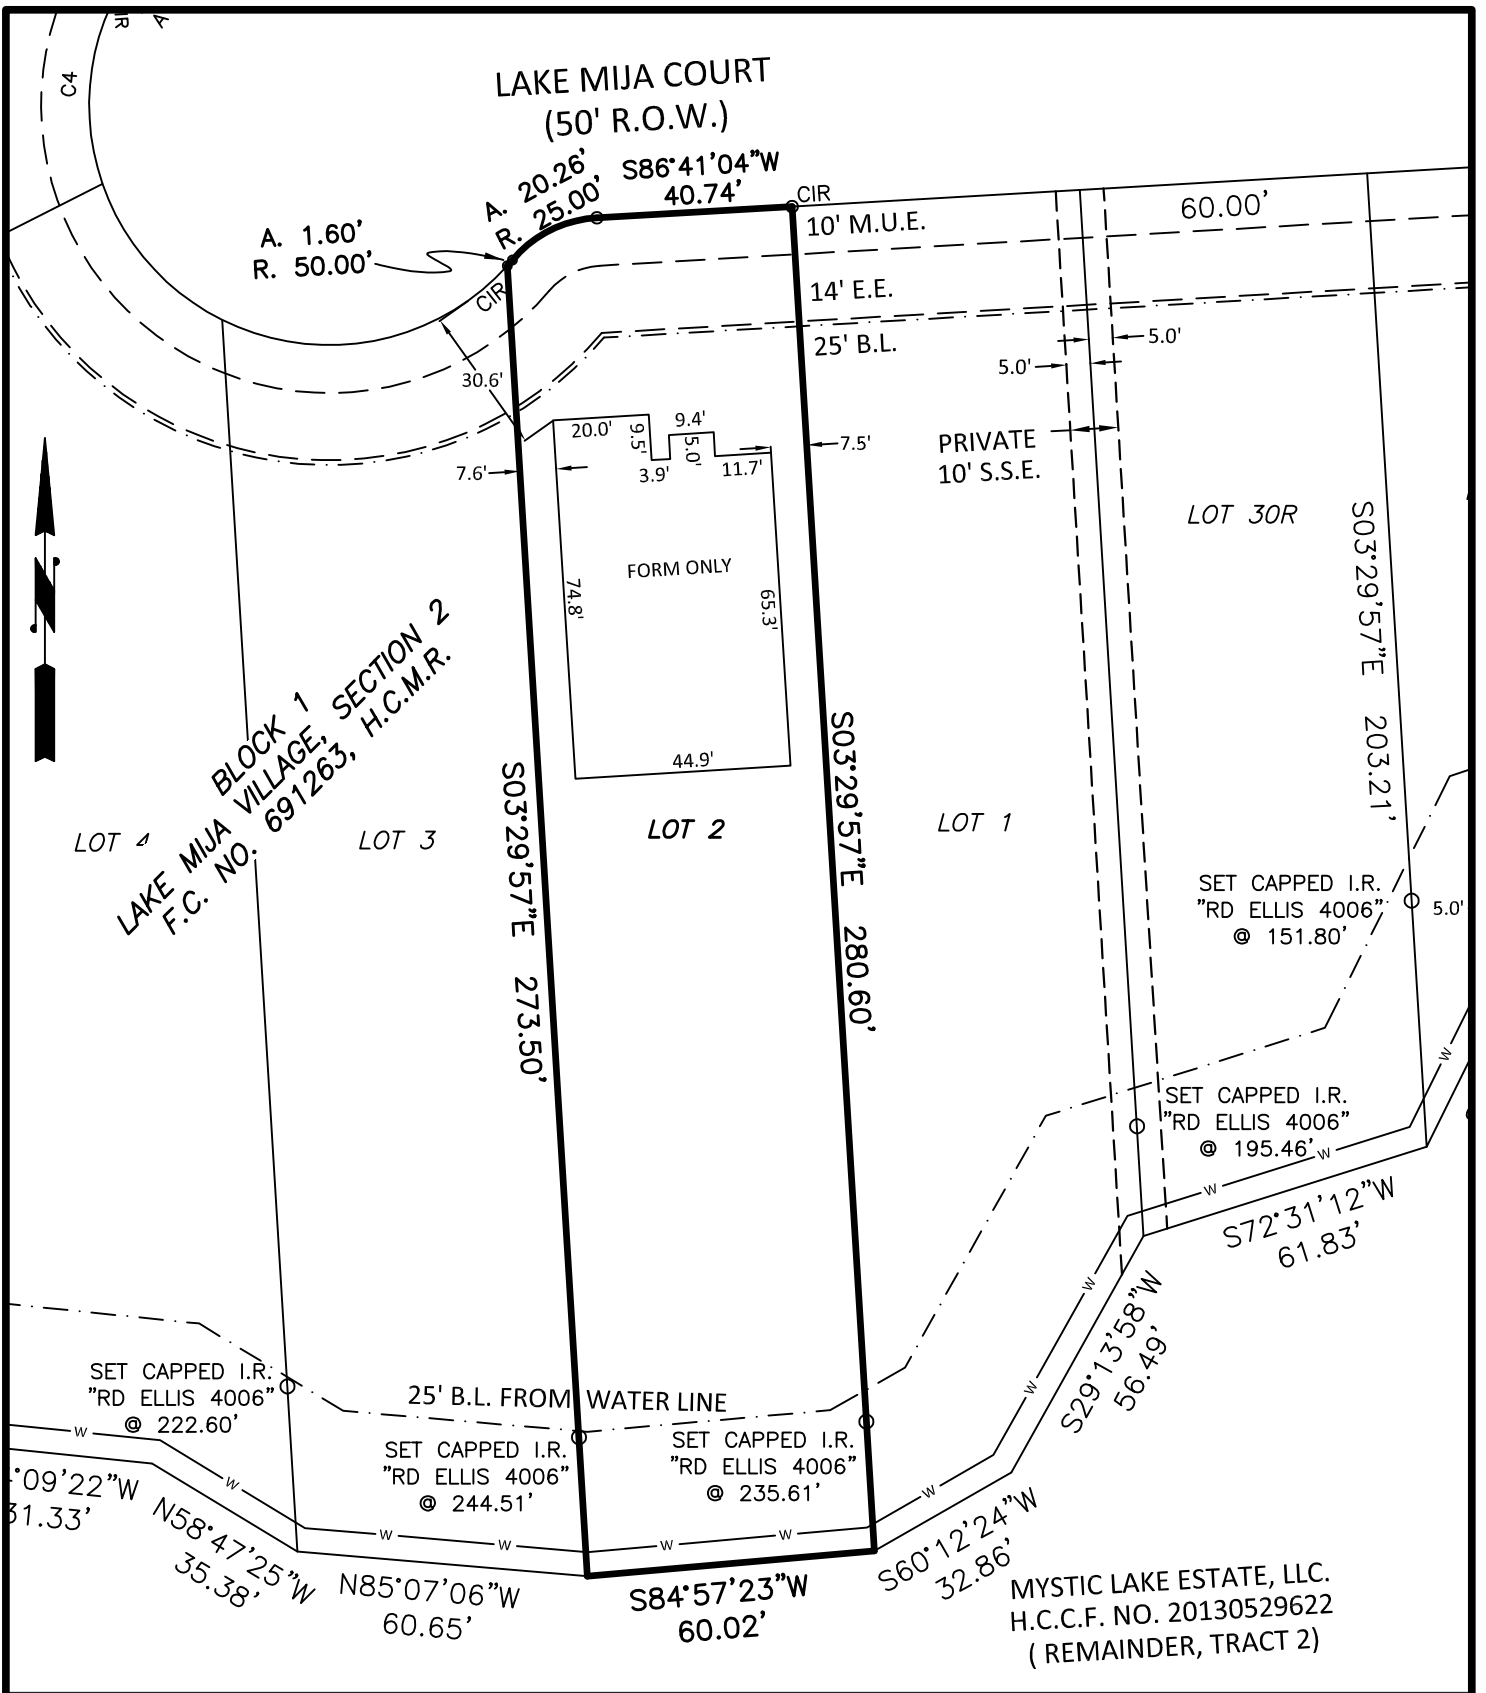 IR
A
C4
LAKE MIJA COURT
(50' R.O.W.)
A. 20.26'
R. 25.00'
S86°41'04"W
40.74'
CIR
A. 1.60'
R. 50.00'
CIR
10' M.U.E.
60.00'
14' E.E.
25' B.L.
5.0'
5.0'
30.6'
20.0'
9.5'
9.4'
5.0'
3.9'
11.7'
7.6'
7.5'
PRIVATE
10' S.S.E.
LOT 30R
FORM ONLY
74.8'
65.3'
44.9'
S03°29'57"E 203.21'
BLOCK 1
LAKE MIJA VILLAGE, SECTION 2
F.C. NO. 691263, H.C.M.R.
LOT 4
LOT 3
LOT 2
LOT 1
S03°29'57"E 273.50'
S03°29'57"E 280.60'
SET CAPPED I.R.
"RD ELLIS 4006"
@ 151.80'
5.0'
SET CAPPED I.R.
"RD ELLIS 4006"
@ 195.46'
W
W
W
S72°31'12"W
61.83'
W
W
W
S29°13'58"W
56.49'
SET CAPPED I.R.
"RD ELLIS 4006"
@ 222.60'
25' B.L. FROM WATER LINE
SET CAPPED I.R.
"RD ELLIS 4006"
@ 244.51'
SET CAPPED I.R.
"RD ELLIS 4006"
@ 235.61'
W
W
W
W
W
W
°09'22"W
31.33'
N58°47'25"W
35.38'
N85°07'06"W
60.65'
S84°57'23"W
60.02'
S60°12'24"W
32.86'
MYSTIC LAKE ESTATE, LLC.
H.C.C.F. NO. 20130529622
( REMAINDER, TRACT 2)